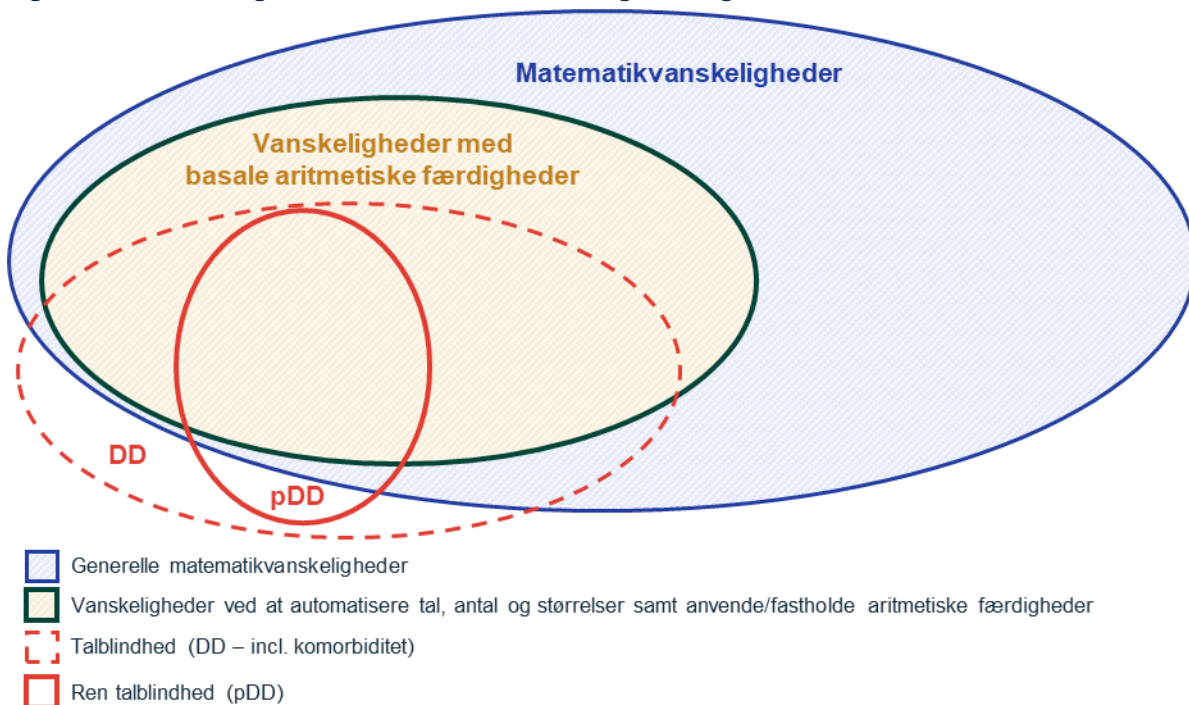 Matematikvanskeligheder
Vanskeligheder med
basale aritmetiske færdigheder
DD
pDD
Generelle matematikvanskeligheder
Vanskeligheder ved at automatisere tal, antal og størrelser samt anvende/fastholde aritmetiske færdigheder
Talblindhed (DD – incl. komorbiditet)
Ren talblindhed (pDD)